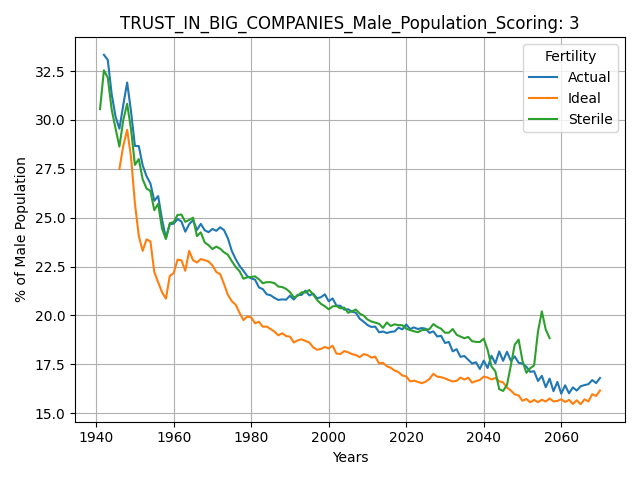 TRUST_IN_BIG_COMPANIES_Male_Population_Scoring: 3
Fertility
Actual
Ideal
Sterile
% of Male Population
32.5
30.0
27.5
25.0
22.5
20.0
17.5
15.0
1940
1960
1980
2000
2020
2040
2060
Years